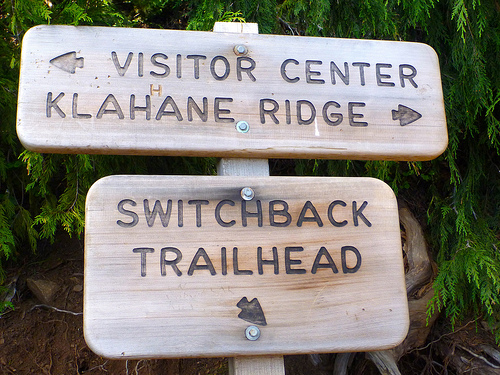 VISITOR CENTER
KLAHANE RIDGE
SWITCHBACK
TRAILHEAD